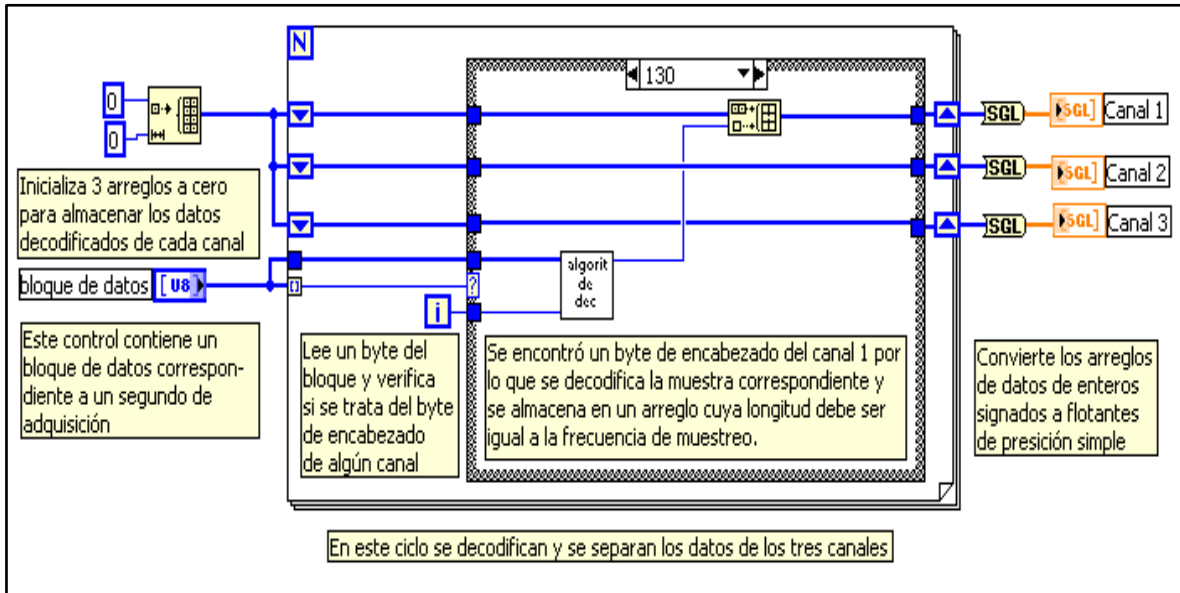 N
130
0
0
SGL
[SGL]
Canal 1
Inicializa 3 arreglos a cero
para almacenar los datos
decodificados de cada canal
SGL
[SGL]
Canal 2
SGL
[SGL]
Canal 3
bloque de datos
[U8]
[]
?
i
algorit
de
dec
Este control contiene un
bloque de datos correspon-
diente a un segundo de
adquisición
Lee un byte del
bloque y verifica
si se trata del byte
de encabezado
de algún canal
Se encontró un byte de encabezado del canal 1 por
lo que se decodifica la muestra correspondiente y
se almacena en un arreglo cuya longitud debe ser
igual a la frecuencia de muestreo.
Convierte los arreglos
de datos de enteros
signados a flotantes
de presición simple
En este ciclo se decodifican y se separan los datos de los tres canales